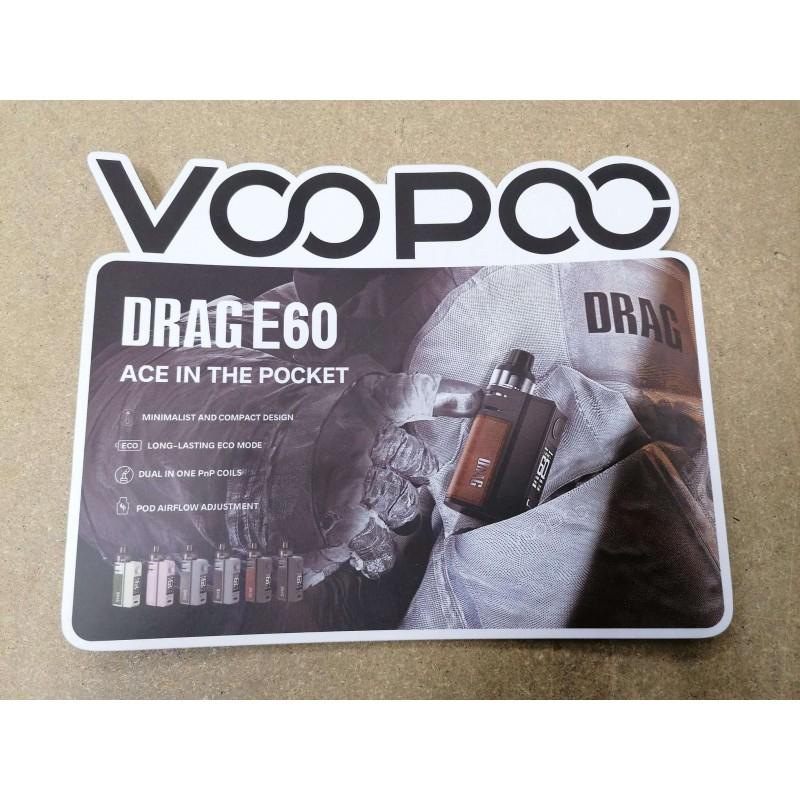 VOOPOO
DRAG E60
DRAG
ACE IN THE POCKET
MINIMALIST AND COMPACT DESIGN
ECO LONG-LASTING ECO MODE
DUAL IN ONE PnP COILS
POD AIRFLOW ADJUSTMENT
DRAG